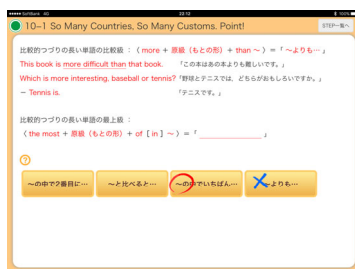 SoftBank 4G 22:12 100%
10-1 So Many Countries, So Many Customs. Point!
STEP一覧へ
比較的つづりの長い単語の比較級 ：〈 more + 原級（もとの形）+ than ～ 〉＝「 ～よりも… 」
This book is more difficult than that book. 「この本はあの本よりも難しいです。」
Which is more interesting, baseball or tennis? 「野球とテニスでは、どちらがおもしろいですか。」
－ Tennis is. 「テニスです。」
比較的つづりの長い単語の最上級 ：
〈 the most + 原級（もとの形）+ of［ in ］～ 〉＝「 ＿＿＿＿＿＿ 」
?
～の中で2番目に…
～と比べると…
～の中でいちばん…
～よりも…